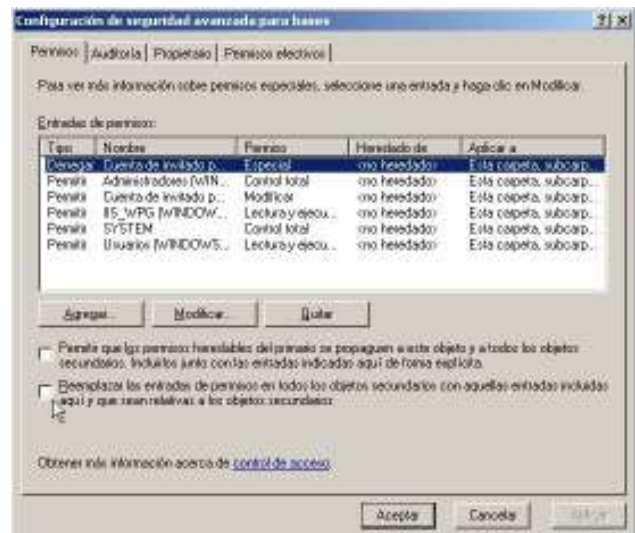 Configuración de seguridad avanzada para bases
Permisos Auditoría Propietario Permisos efectivos
Para ver más información sobre permisos especiales, seleccione una entrada y haga clic en Modificar.
Entradas de permisos:
Tipo Nombre Permiso Heredado de Aplicar a
Denegar Cuenta de invitado p... Especial <no heredado> Esta carpeta, subcarp...
Permitir Administradores (WIN... Control total <no heredado> Esta carpeta, subcarp...
Permitir Cuenta de invitado p... Modificar <no heredado> Esta carpeta, subcarp...
Permitir IIS_WPG (WINDOW... Lectura y ejecu... <no heredado> Esta carpeta, subcarp...
Permitir SYSTEM Control total <no heredado> Esta carpeta, subcarp...
Permitir Usuarios (WINDOWS... Lectura y ejecu... <no heredado> Esta carpeta, subcarp...
Agregar... Modificar... Quitar
Permitir que los permisos heredables del primario se propaguen a este objeto y a todos los objetos
secundarios. Incluirlos junto con las entradas indicadas aquí de forma explícita.
Reemplazar las entradas de permisos en todos los objetos secundarios con aquellas entradas incluidas
aquí y que sean relativas a los objetos secundarios
Obtener más información acerca de control de acceso.
Aceptar Cancelar Aplicar